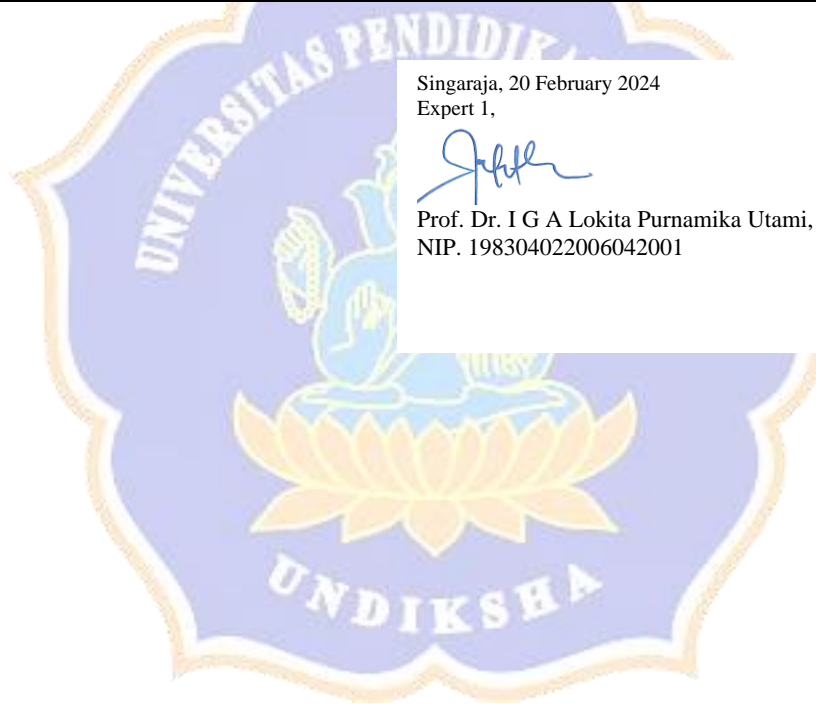 UNIVERSITAS PENDIDIKAN
Singaraja, 20 February 2024
Expert 1,
Prof. Dr. I G A Lokita Purnamika Utami,
NIP. 198304022006042001
UNDIKSHA